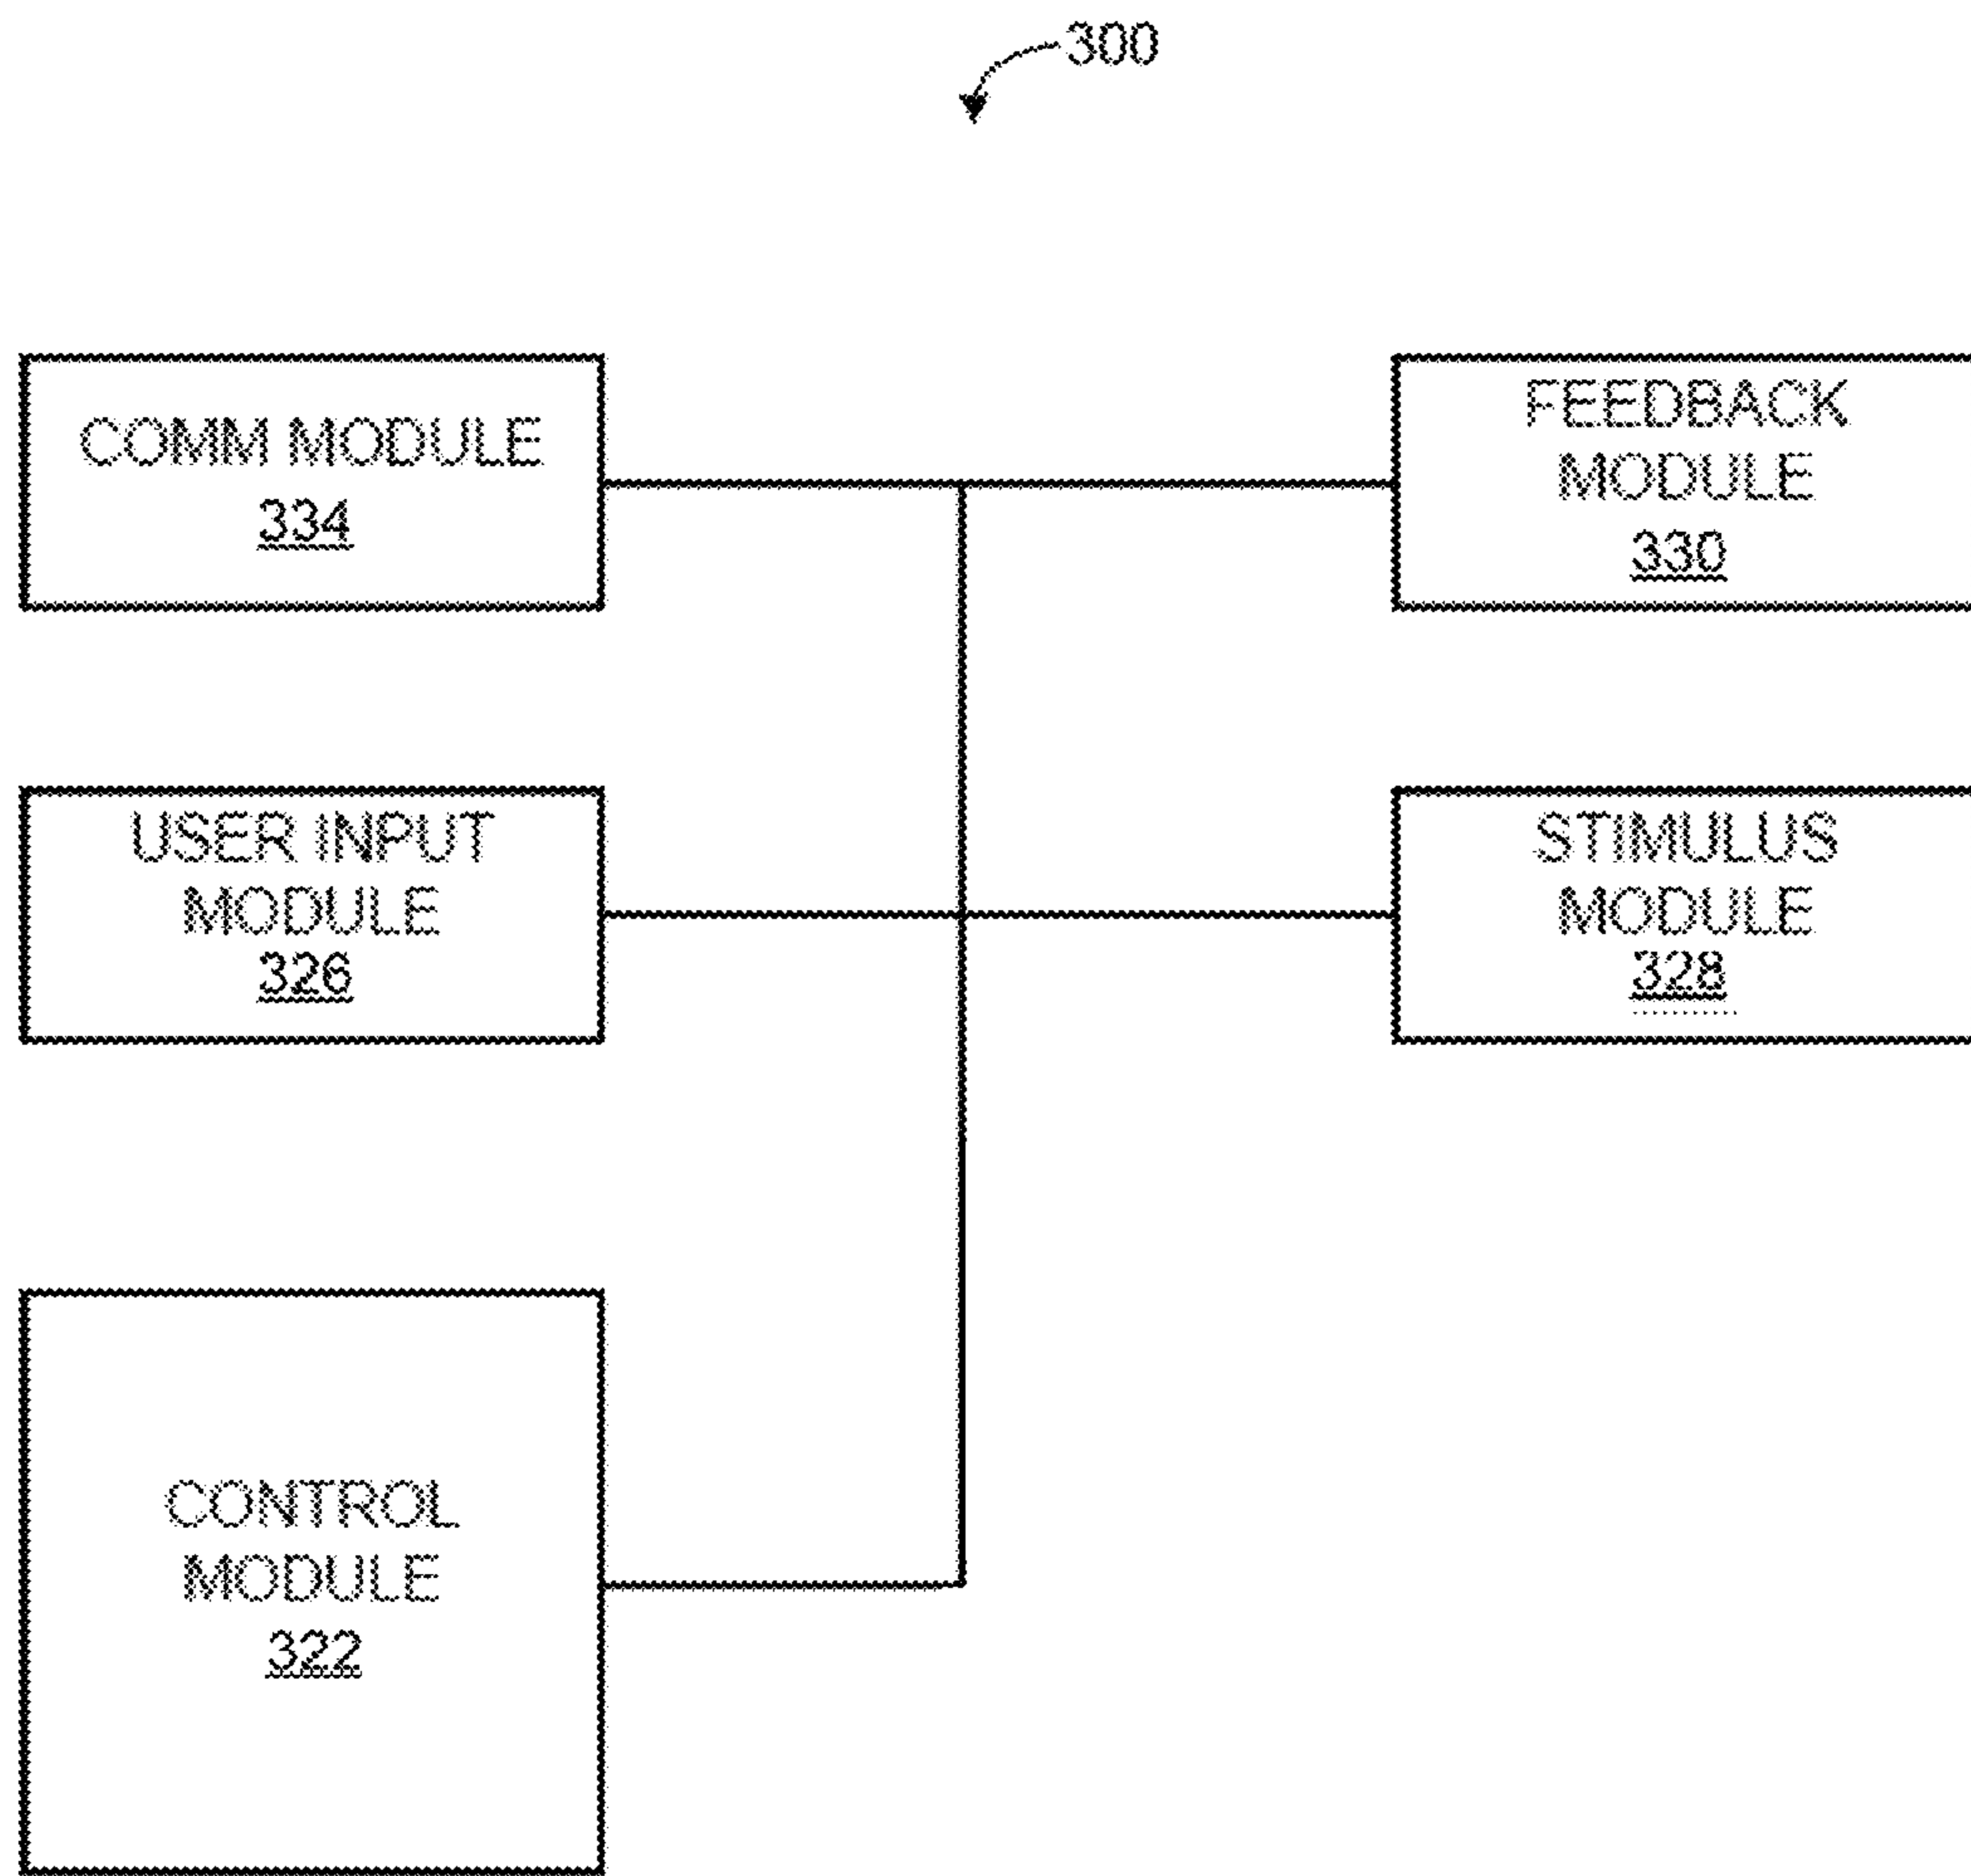 300
COMM MODULE
334
FEEDBACK
MODULE
330
USER INPUT
MODULE
326
STIMULUS
MODULE
328
CONTROL
MODULE
322